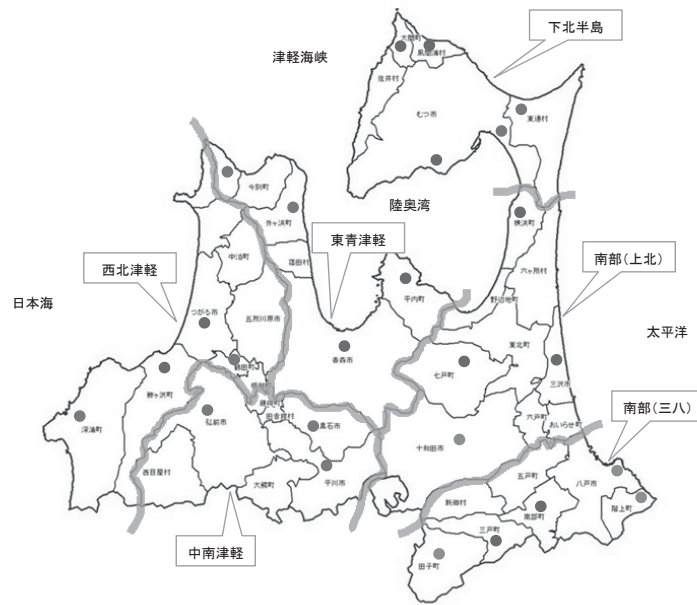 下北半島
津軽海峡
大間町
風間浦村
佐井村
むつ市
東通村
今別町
外ヶ浜町
陸奥湾
横浜町
東青津軽
中泊町
蓬田村
西北津軽
南部(上北)
六ヶ所村
平内町
野辺地町
日本海
つがる市
五所川原市
太平洋
青森市
東北町
鶴田町
七戸町
三沢市
鰺ヶ沢町
藤崎町
田舎館村
弘前市
黒石市
六戸町
おいらせ町
南部(三八)
深浦町
十和田市
西目屋村
大鰐町
平川市
五戸町
八戸市
新郷村
階上町
南部町
中南津軽
三戸町
田子町